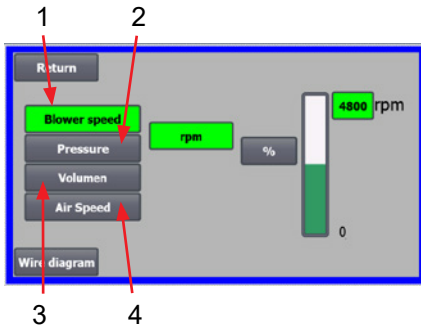 1 2
Return
4800 rpm
Blower speed
rpm
Pressure
%
Volumen
Air Speed
0
Wire diagram
3 4